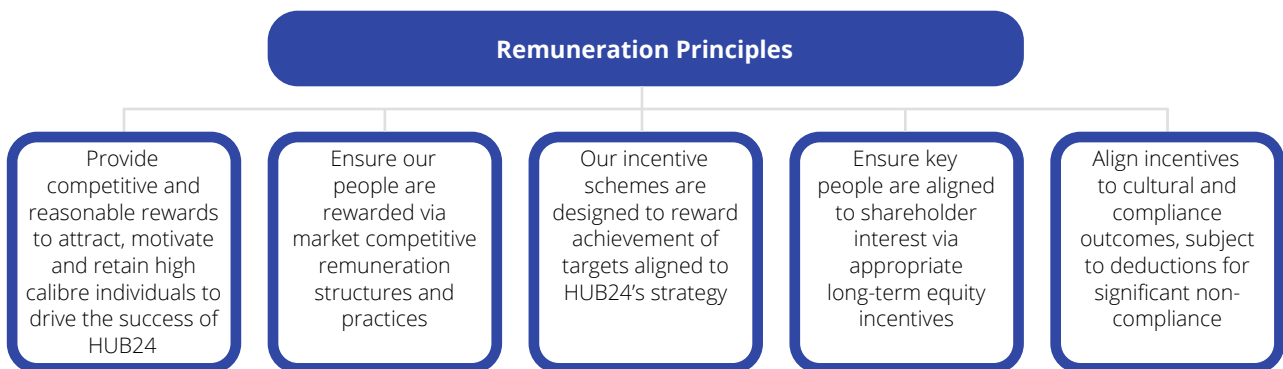 Remuneration Principles
Provide
competitive and
reasonable rewards
to attract, motivate
and retain high
calibre individuals to
drive the success of
HUB24
Ensure our
people are
rewarded via
market competitive
remuneration
structures and
practices
Our incentive
schemes are
designed to reward
achievement of
targets aligned to
HUB24’s strategy
Ensure key
people are aligned
to shareholder
interest via
appropriate
long-term equity
incentives
Align incentives
to cultural and
compliance
outcomes, subject
to deductions for
significant non-
compliance